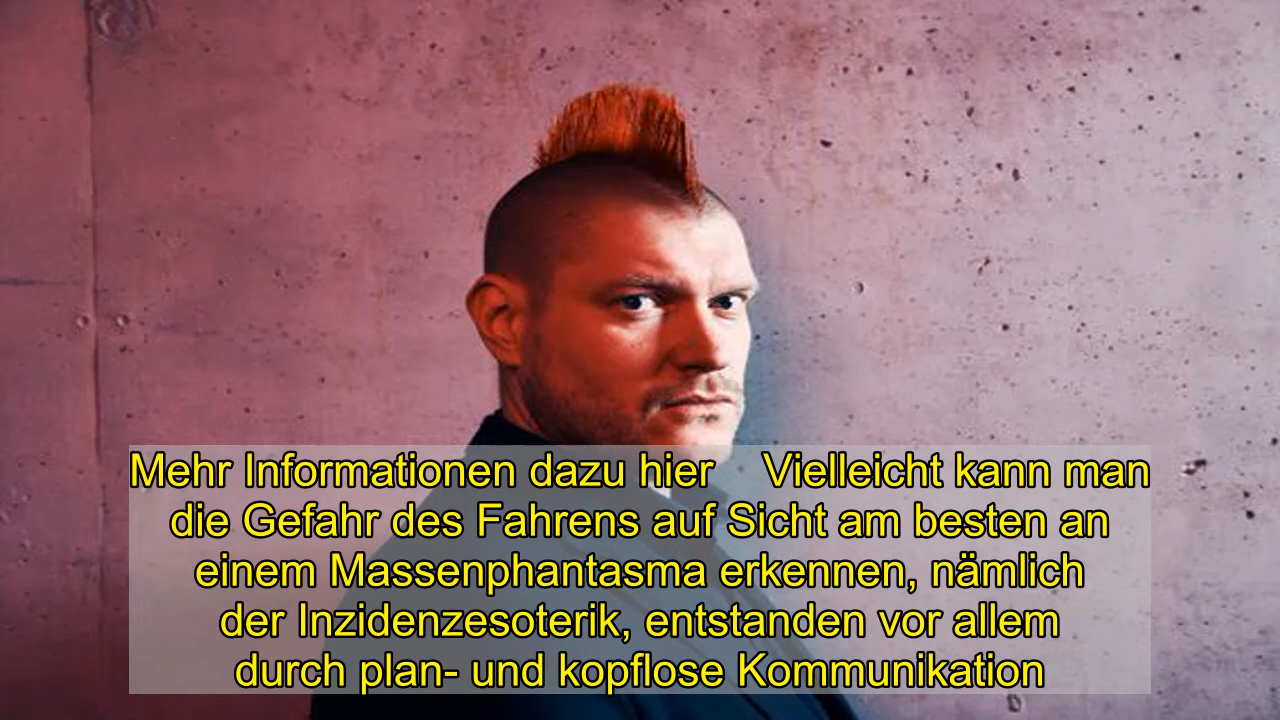 Mehr Informationen dazu hier    Vielleicht kann man
die Gefahr des Fahrens auf Sicht am besten an
einem Massenphantasma erkennen, nämlich
der Inzidenzesoterik, entstanden vor allem
durch plan- und kopflose Kommunikation